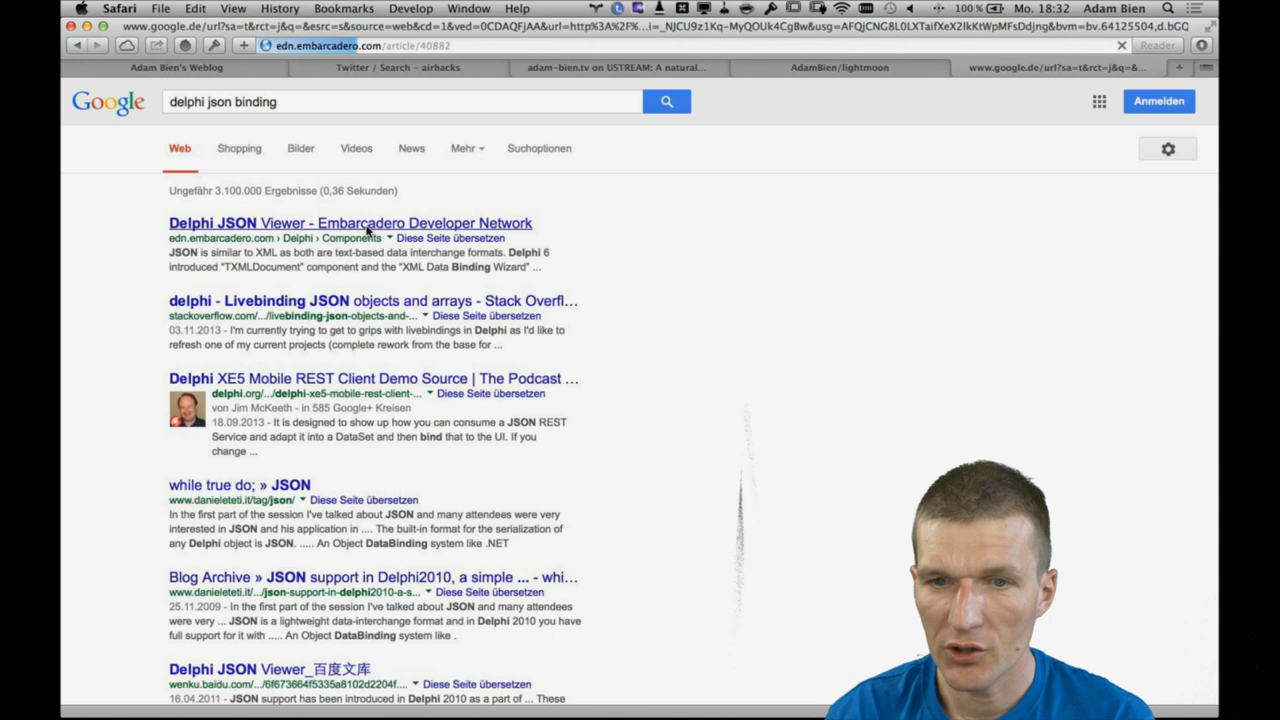 Safari File Edit View History Bookmarks Develop Window Help 100 % Mo. 18:32 Adam Bien
www.google.de/url?sa=t&rct=j&q=&esrc=s&source=web&cd=1&ved=0CDAQFjAA&url=http%3A%2F%...
edn.embarcadero.com/article/40882 Reader
Adam Bien's Weblog Twitter / Search - airhacks adam-bien.tv on USTREAM: A natural... AdamBien/lightmoon www.google.de/url?sa=t&rct=j&q=&...
Google delphi json binding Anmelden
Web Shopping Bilder Videos News Mehr Suchoptionen
Ungefähr 3.100.000 Ergebnisse (0,36 Sekunden)
Delphi JSON Viewer - Embarcadero Developer Network
edn.embarcadero.com › Delphi › Components Diese Seite übersetzen
JSON is similar to XML as both are text-based data interchange formats. Delphi 6
introduced "TXMLDocument" component and the "XML Data Binding Wizard" ...
delphi - Livebinding JSON objects and arrays - Stack Overfl...
stackoverflow.com/.../livebinding-json-objects-and-... Diese Seite übersetzen
03.11.2013 - I'm currently trying to get to grips with livebindings in Delphi as I'd like to
refresh one of my current projects (complete rework from the base for ...
Delphi XE5 Mobile REST Client Demo Source | The Podcast ...
delphi.org/.../delphi-xe5-mobile-rest-client-... Diese Seite übersetzen
von Jim McKeeth - in 585 Google+ Kreisen
18.09.2013 - It is designed to show up how you can consume a JSON REST
Service and adapt it into a DataSet and then bind that to the UI. If you
change ...
while true do; » JSON
www.danieleteti.it/tag/json/ Diese Seite übersetzen
In the first part of the session I've talked about JSON and many attendees were very
interested in JSON and his application in .... The built-in format for the serialization of
any Delphi object is JSON. ..... An Object DataBinding system like .NET
Blog Archive » JSON support in Delphi2010, a simple ... - whi...
www.danieleteti.it/.../json-support-in-delphi2010-a-s... Diese Seite übersetzen
25.11.2009 - In the first part of the session I've talked about JSON and many attendees
were very ... JSON is a lightweight data-interchange format and in Delphi 2010 you have
full support for it with ..... An Object DataBinding system like .
Delphi JSON Viewer_百度文库
wenku.baidu.com/.../6f673664f5335a8102d2204f.... Diese Seite übersetzen
16.04.2011 - JSON support has been introduced in Delphi 2010 as a part of ... These